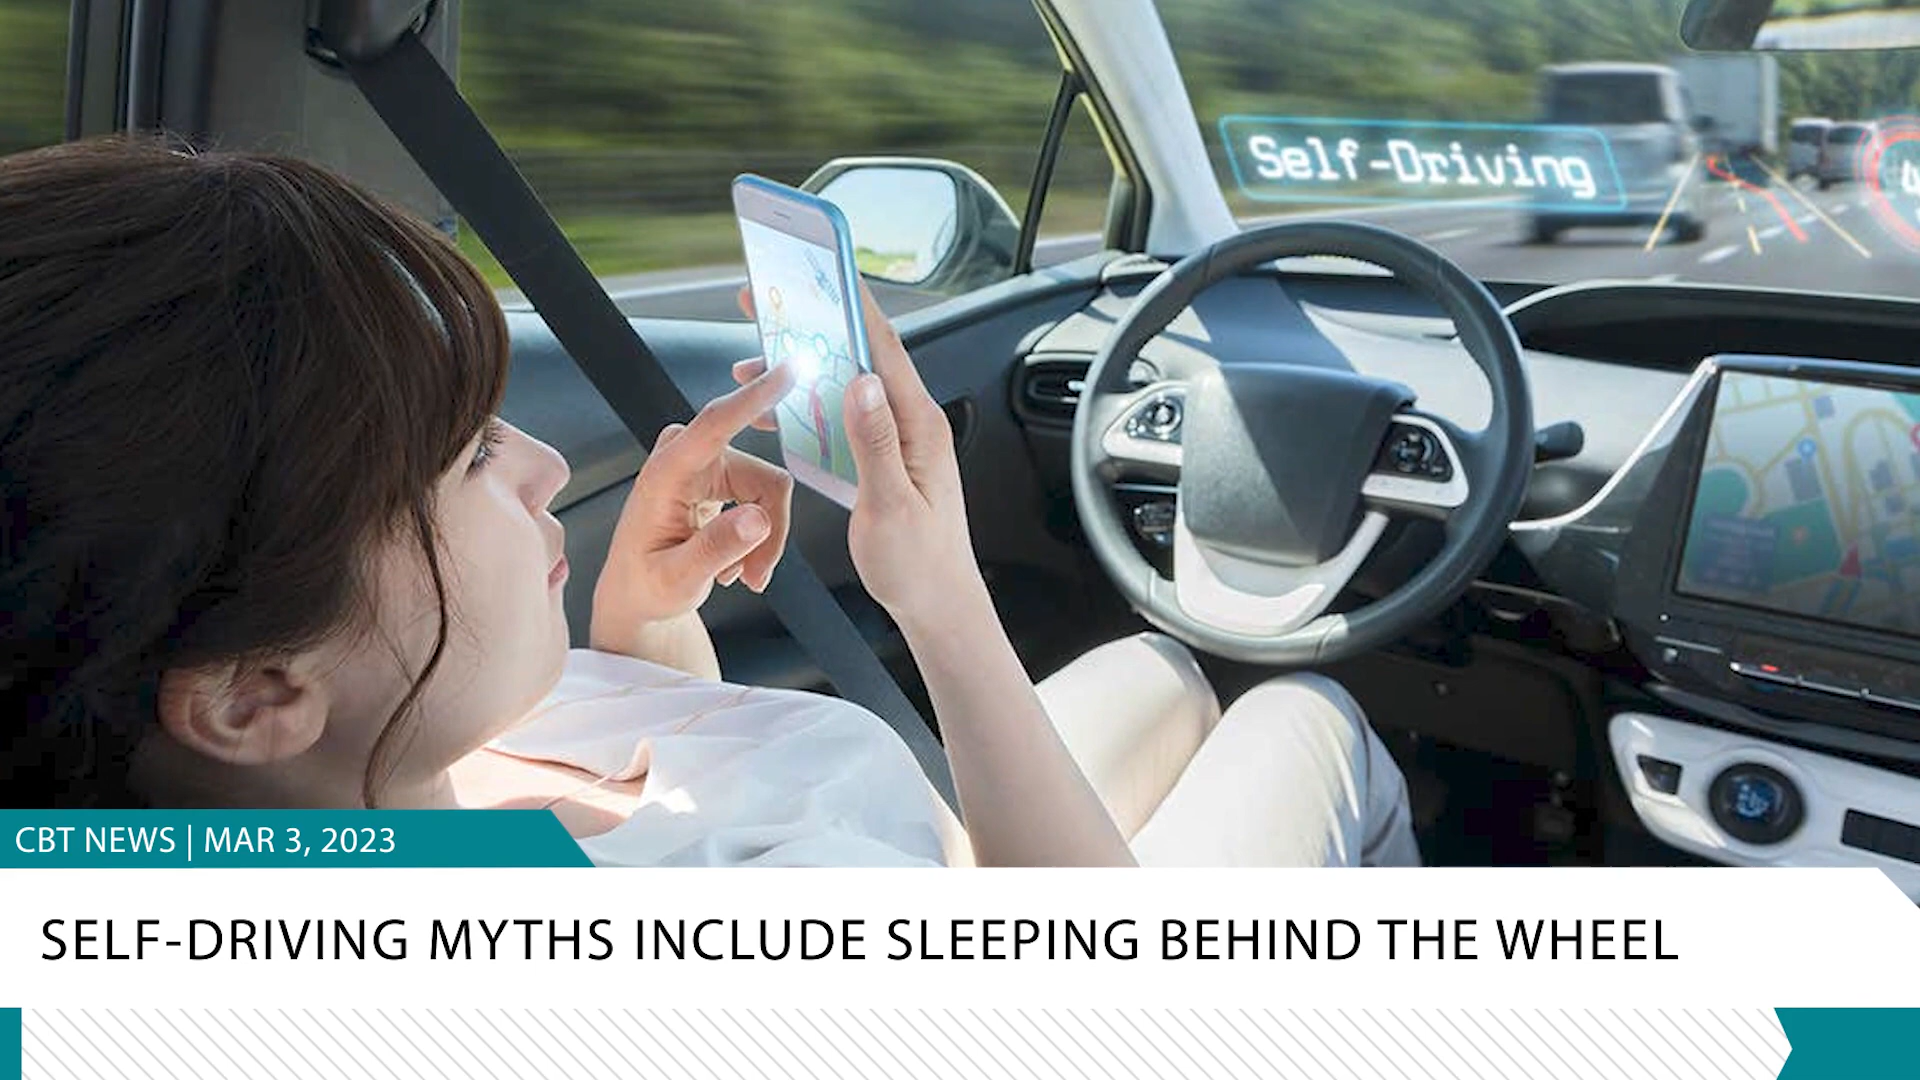 Self-Driving
CBT NEWS | MAR 3, 2023
SELF-DRIVING MYTHS INCLUDE SLEEPING BEHIND THE WHEEL